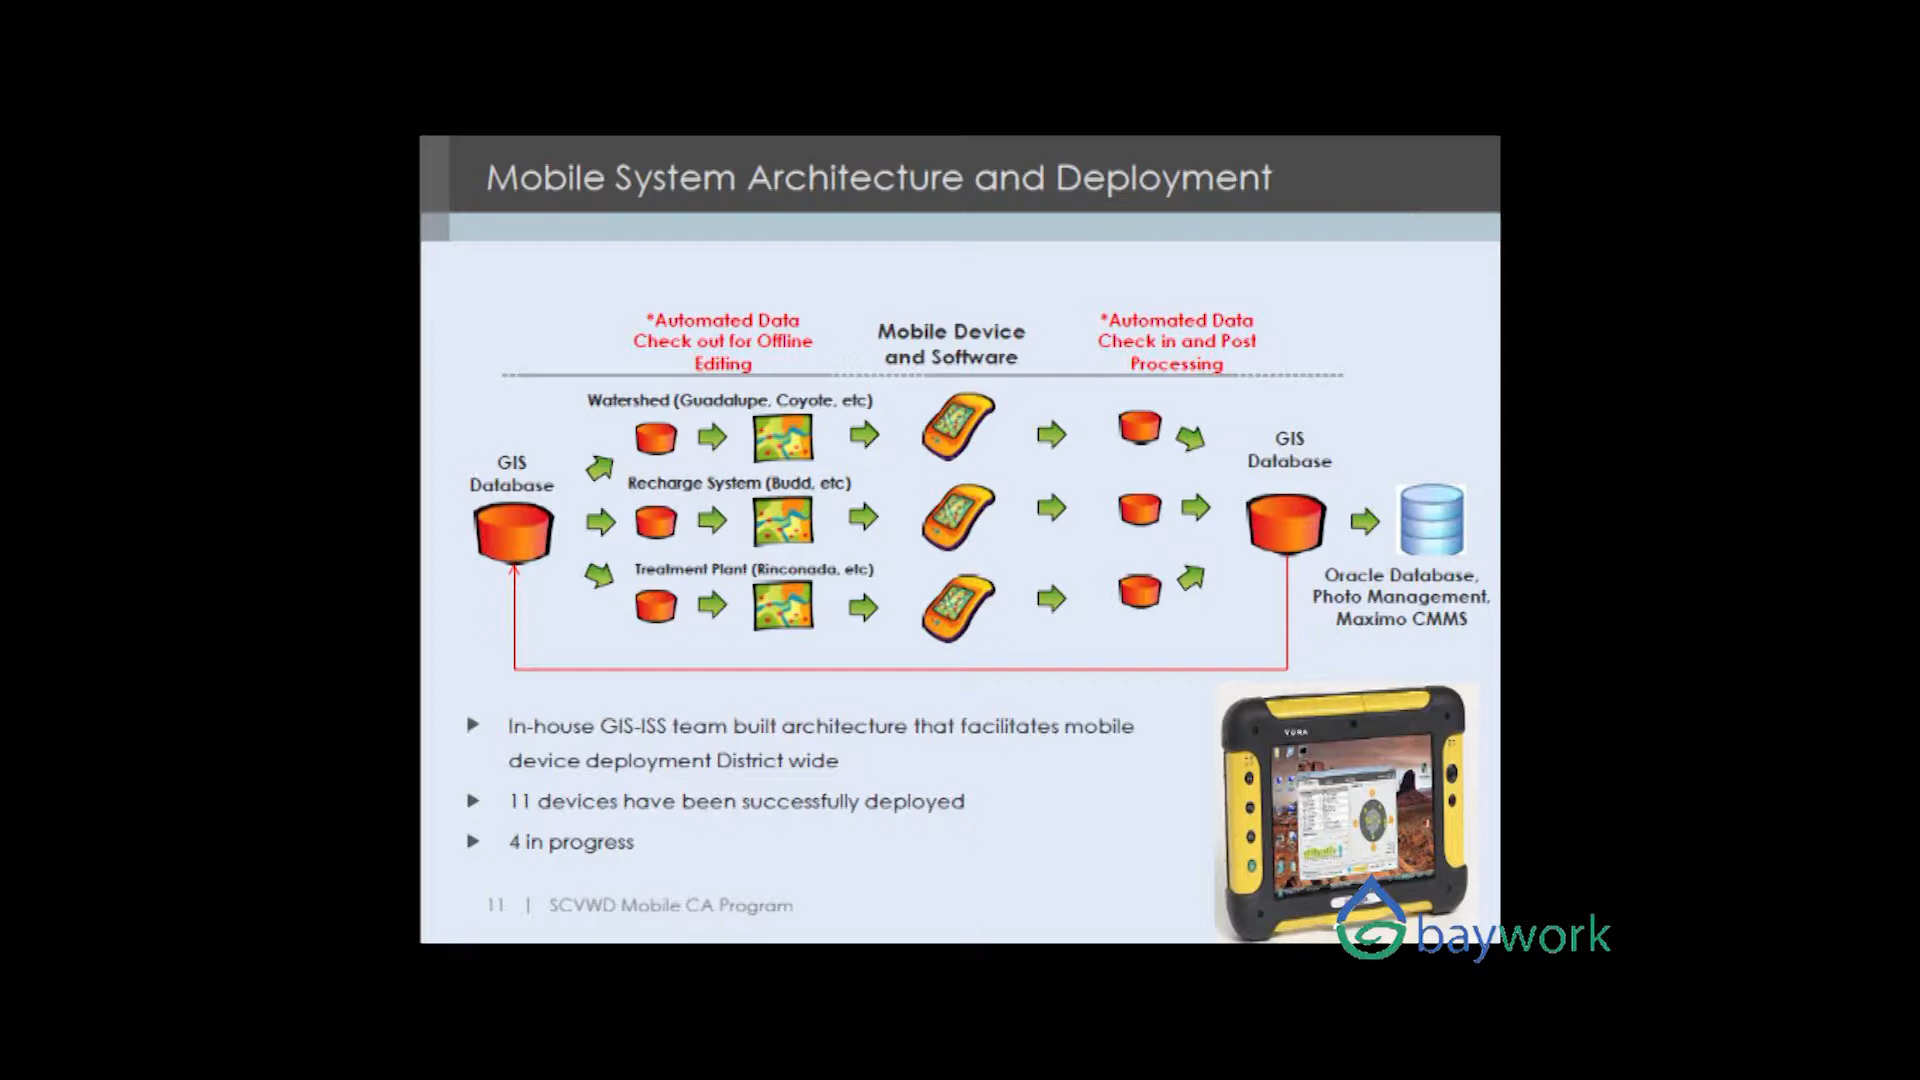 Mobile System Architecture and Deployment
*Automated Data
Check out for Offline
Editing
Mobile Device
and Software
*Automated Data
Check in and Post
Processing
Watershed (Guadalupe, Coyote, etc)
GIS
Database
Recharge System (Budd, etc)
Treatment Plant (Rinconada, etc)
GIS
Database
Oracle Database,
Photo Management,
Maximo CMMS
In-house GIS-ISS team built architecture that facilitates mobile
device deployment District wide
11 devices have been successfully deployed
4 in progress
11 | SCVWD Mobile CA Program
YUMA
baywork